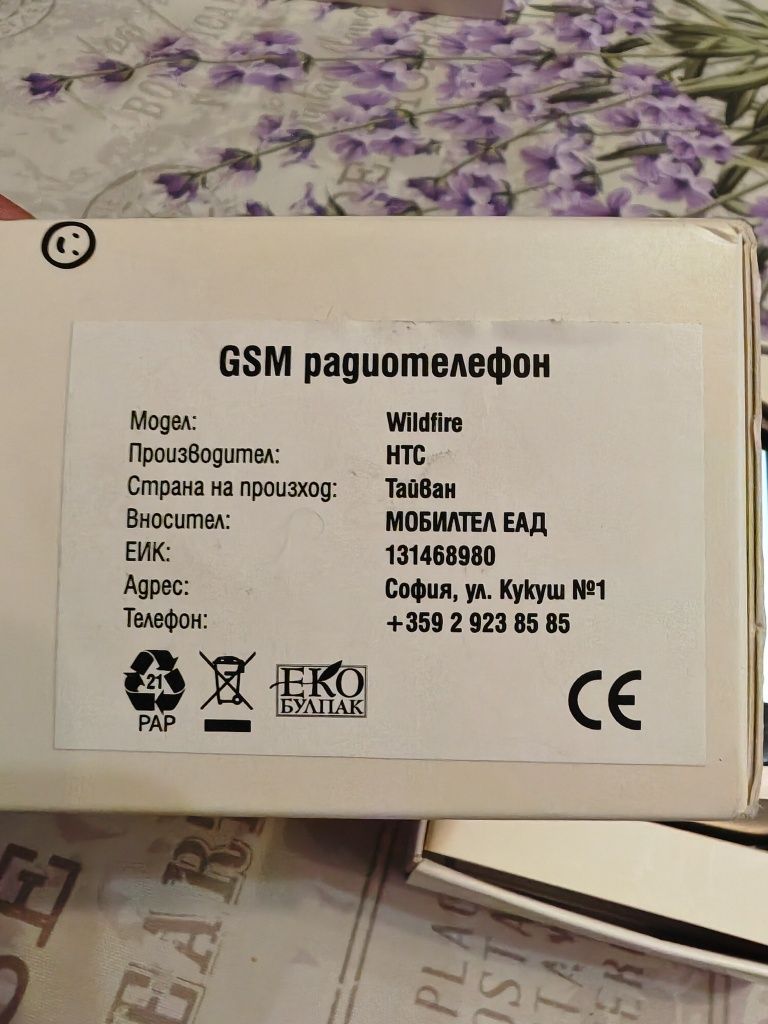 GSM радиотелефон
Модел: Wildfire
Производител: HTC
Страна на произход: Тайван
Вносител: МОБИЛТЕЛ ЕАД
ЕИК: 131468980
Адрес: София, ул. Кукуш №1
Телефон: +359 2 923 85 85
21
PAP
ЕКО
БУЛПАК
CE